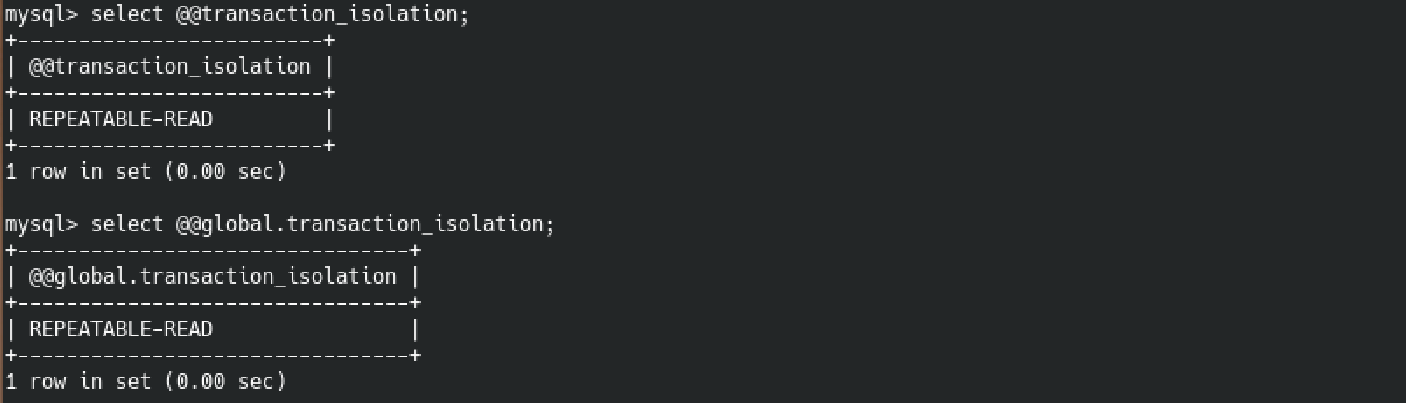 mysql> select @@transaction_isolation;
+-------------------------+
| @@transaction_isolation |
+-------------------------+
| REPEATABLE-READ         |
+-------------------------+
1 row in set (0.00 sec)

mysql> select @@global.transaction_isolation;
+--------------------------------+
| @@global.transaction_isolation |
+--------------------------------+
| REPEATABLE-READ                |
+--------------------------------+
1 row in set (0.00 sec)